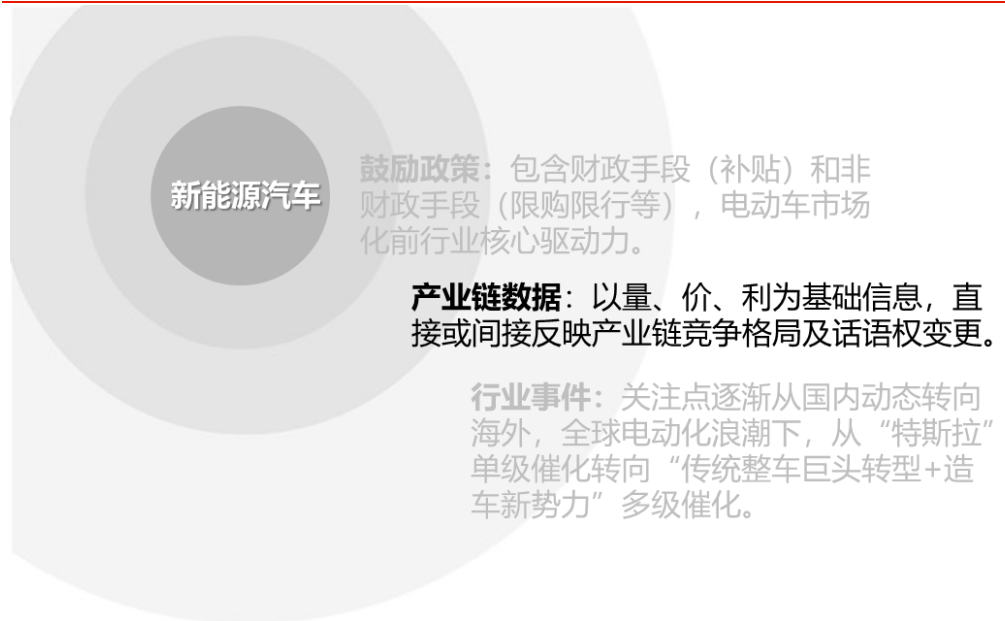 新能源汽车
鼓励政策：包含财政手段（补贴）和非
财政手段（限购限行等），电动车市场
化前行业核心驱动力。
产业链数据：以量、价、利为基础信息，直
接或间接反映产业链竞争格局及话语权变更。
行业事件：关注点逐渐从国内动态转向
海外，全球电动化浪潮下，从“特斯拉”
单级催化转向“传统整车巨头转型+造
车新势力”多级催化。